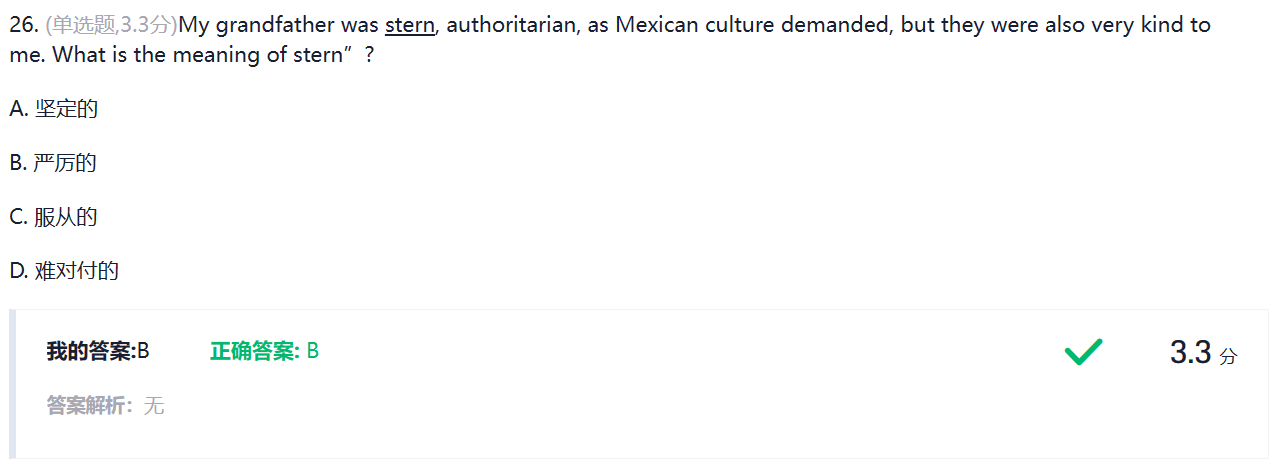 26. (单选题,3.3分)My grandfather was stern, authoritarian, as Mexican culture demanded, but they were also very kind to
me. What is the meaning of stern” ?
A. 坚定的
B. 严厉的
C. 服从的
D. 难对付的
我的答案:B 正确答案: B 3.3 分
答案解析：无